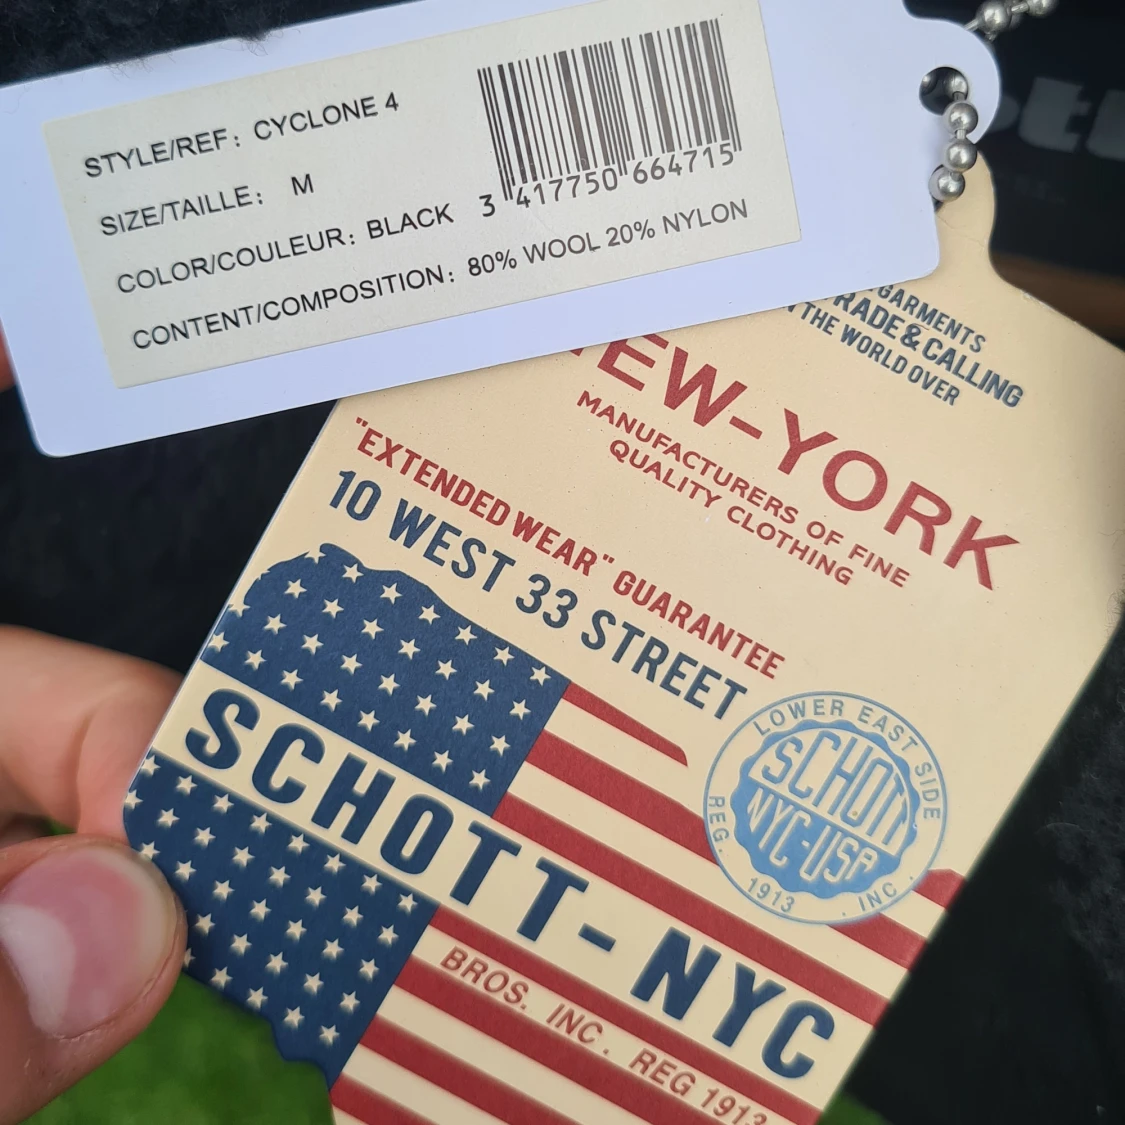 STYLE/REF: CYCLONE 4
SIZE/TAILLE: M
COLOR/COULEUR: BLACK
CONTENT/COMPOSITION: 80% WOOL 20% NYLON
3 417750 664715
GARMENTS
TRADE & CALLING
THE WORLD OVER
NEW-YORK
MANUFACTURERS OF FINE
QUALITY CLOTHING
"EXTENDED WEAR" GUARANTEE
10 WEST 33 STREET
LOWER EAST SIDE
SCHOTT
NYC-USA
REG. 1913 . INC.
SCHOTT-NYC
BROS. INC. REG 1913